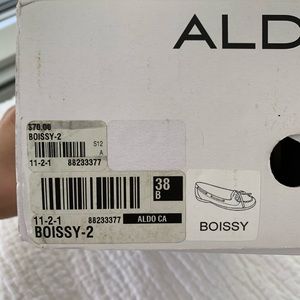 ALD
$70.00
BOISSY-2
S12
A
11-2-1 88233377
38
B
11-2-1 88233377 ALDO CA
BOISSY-2
BOISSY